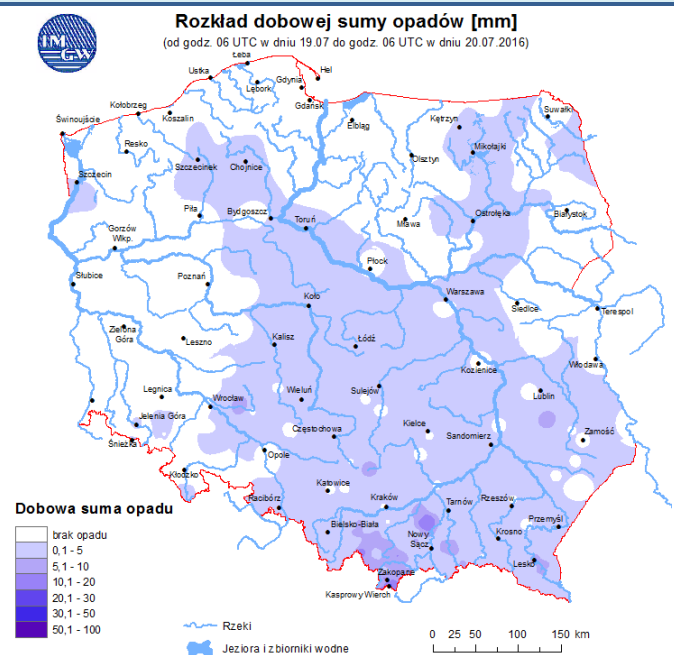 Rozkład dobowej sumy opadów [mm]
(od godz. 06 UTC w dniu 19.07 do godz. 06 UTC w dniu 20.07.2016)
IM
GW
Łeba
Hel
Ustka
Gdynia
Lębork
Gdańsk
Kołobrzeg
Koszalin
Suwałki
Świnoujście
Elbląg
Kętrzyn
Resko
Mikołajki
Olsztyn
Szczecinek
Chojnice
Szczecin
Piła
Bydgoszcz
Ostrołęka
Białystok
Toruń
Mława
Gorzów
Wlkp.
Płock
Słubice
Poznań
Warszawa
Koło
Siedlce
Terespol
Zielona
Góra
Leszno
Kalisz
Łódź
Włodawa
Kozienice
Legnica
Wieluń
Sulejów
Lublin
Wrocław
Jelenia Góra
Częstochowa
Kielce
Zamość
Sandomierz
Śnieżka
Opole
Kłodzko
Katowice
Racibórz
Kraków
Tarnów
Rzeszów
Dobowa suma opadu
Bielsko-Biała
Przemyśl
Nowy
Sącz
Krosno
Lesko
Zakopane
Kasprowy Wierch
brak opadu
0,1 - 5
5,1 - 10
10,1 - 20
20,1 - 30
30,1 - 50
50,1 - 100
Rzeki
Jeziora i zbiorniki wodne
0 25 50 100 150 km